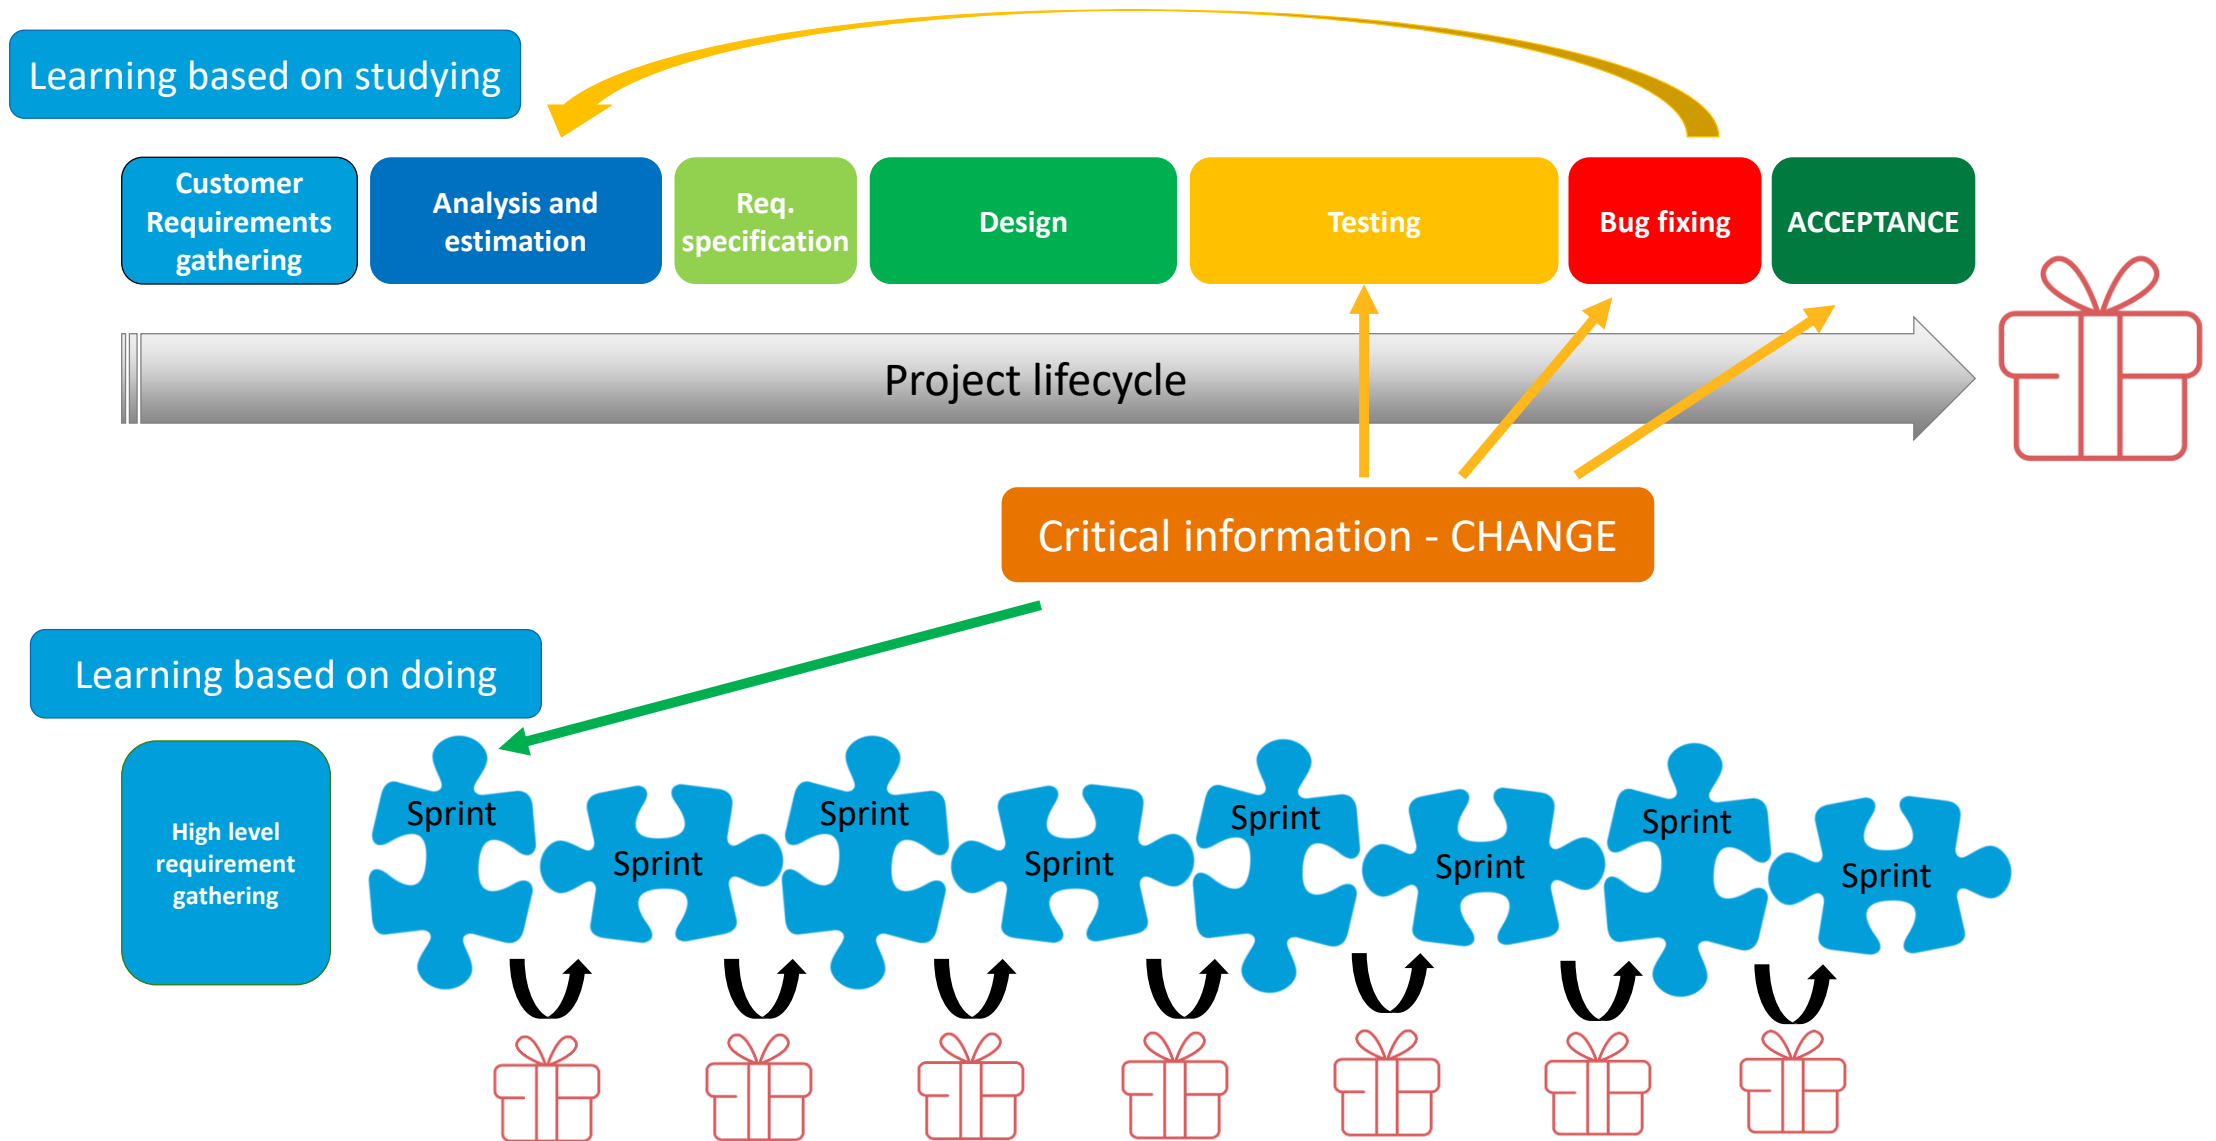 Learning based on studying
Customer
Requirements
gathering
Analysis and
estimation
Req.
specification
Design
Testing
Bug fixing
ACCEPTANCE
Project lifecycle
Critical information - CHANGE
Learning based on doing
High level
requirement
gathering
Sprint
Sprint
Sprint
Sprint
Sprint
Sprint
Sprint
Sprint